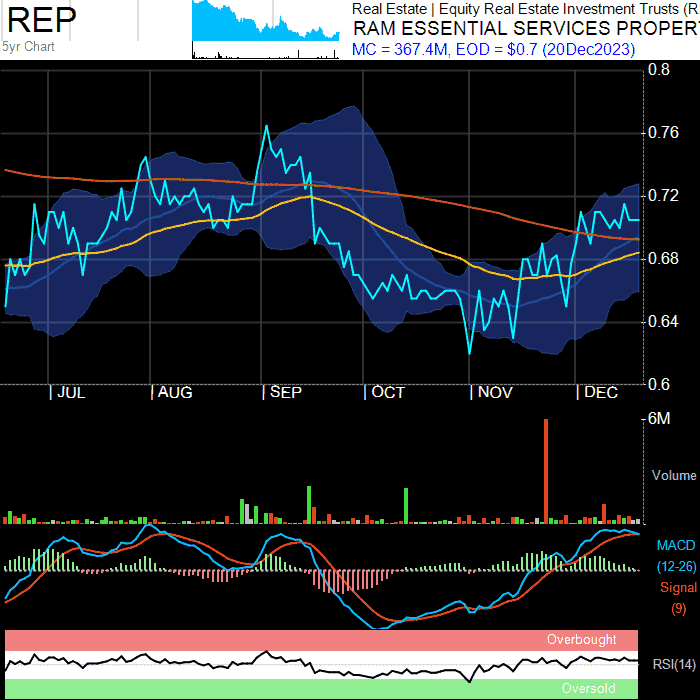 REP
5yr Chart
Real Estate | Equity Real Estate Investment Trusts (R
RAM ESSENTIAL SERVICES PROPER
MC = 367.4M, EOD = $0.7 (20Dec2023)
0.8
0.76
0.72
0.68
0.64
0.6
| JUL | AUG | SEP | OCT | NOV | DEC
6M
Volume
MACD
(12-26)
Signal
(9)
Overbought
RSI(14)
Oversold